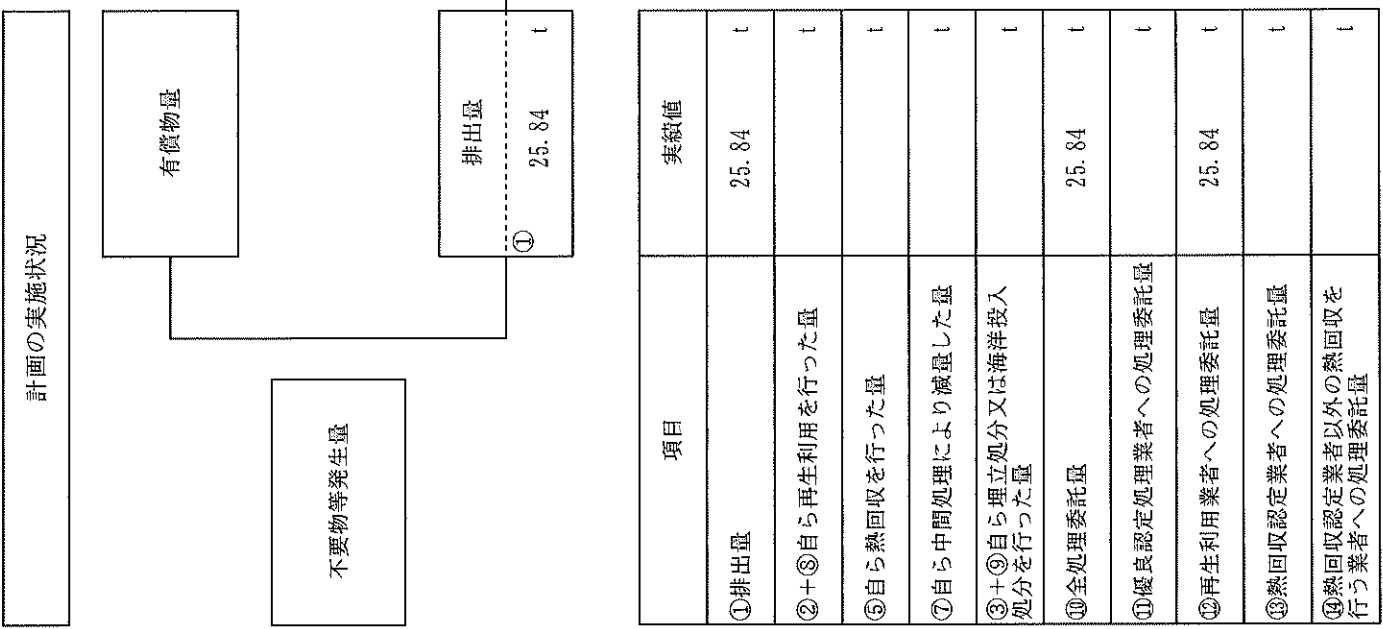 計画の実施状況
不要物等発生量
有償物量
排出量
① 25.84 t
項目 実績値
①排出量 25.84 t
②+⑧自ら再生利用を行った量 t
⑤自ら熱回収を行った量 t
⑦自ら中間処理により減量した量 t
③+⑨自ら埋立処分又は海洋投入
処分を行った量 t
⑩全処理委託量 25.84 t
⑪優良認定処理業者への処理委託量 t
⑫再生利用業者への処理委託量 25.84 t
⑬熱回収認定業者への処理委託量 t
⑭熱回収認定業者以外の熱回収を
行う業者への処理委託量 t